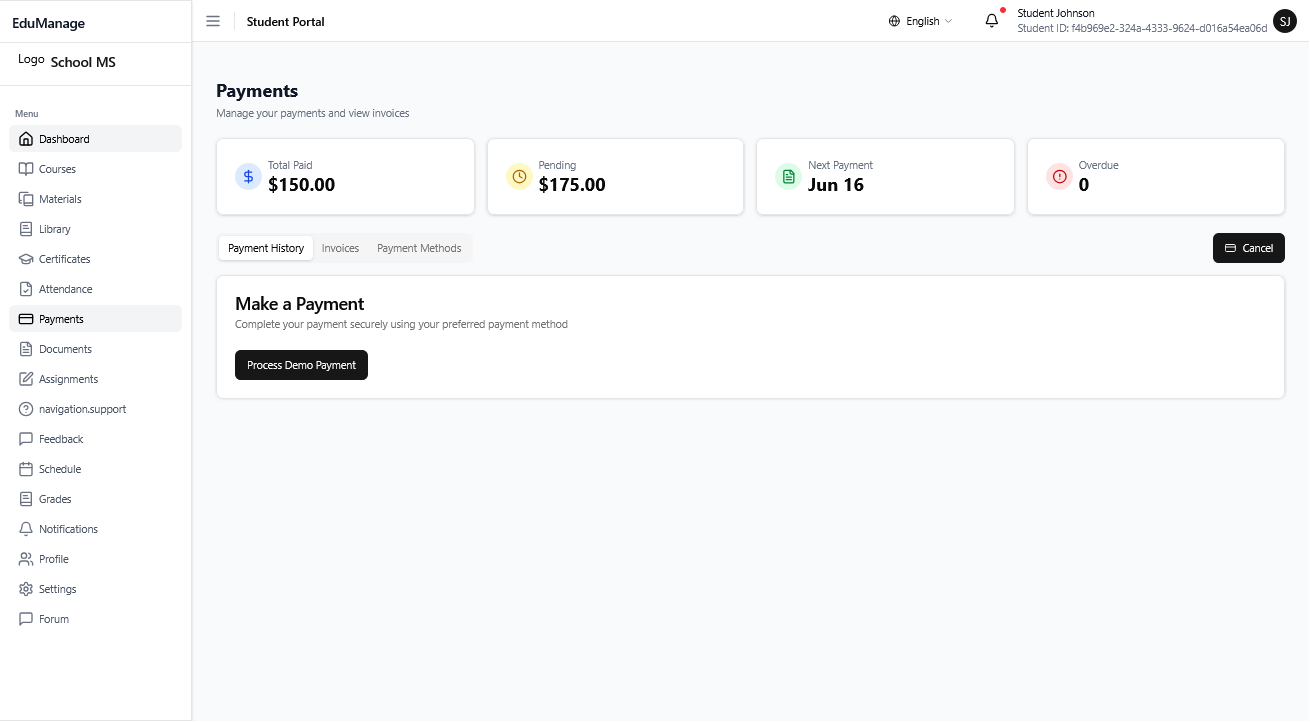 EduManage
Logo School MS
Menu
Dashboard
Courses
Materials
Library
Certificates
Attendance
Payments
Documents
Assignments
navigation.support
Feedback
Schedule
Grades
Notifications
Profile
Settings
Forum
Student Portal
English
Student Johnson
Student ID: f4b969e2-324a-4333-9624-d016a54ea06d
SJ
Payments
Manage your payments and view invoices
Total Paid
$150.00
Pending
$175.00
Next Payment
Jun 16
Overdue
0
Payment History
Invoices
Payment Methods
Cancel
Make a Payment
Complete your payment securely using your preferred payment method
Process Demo Payment